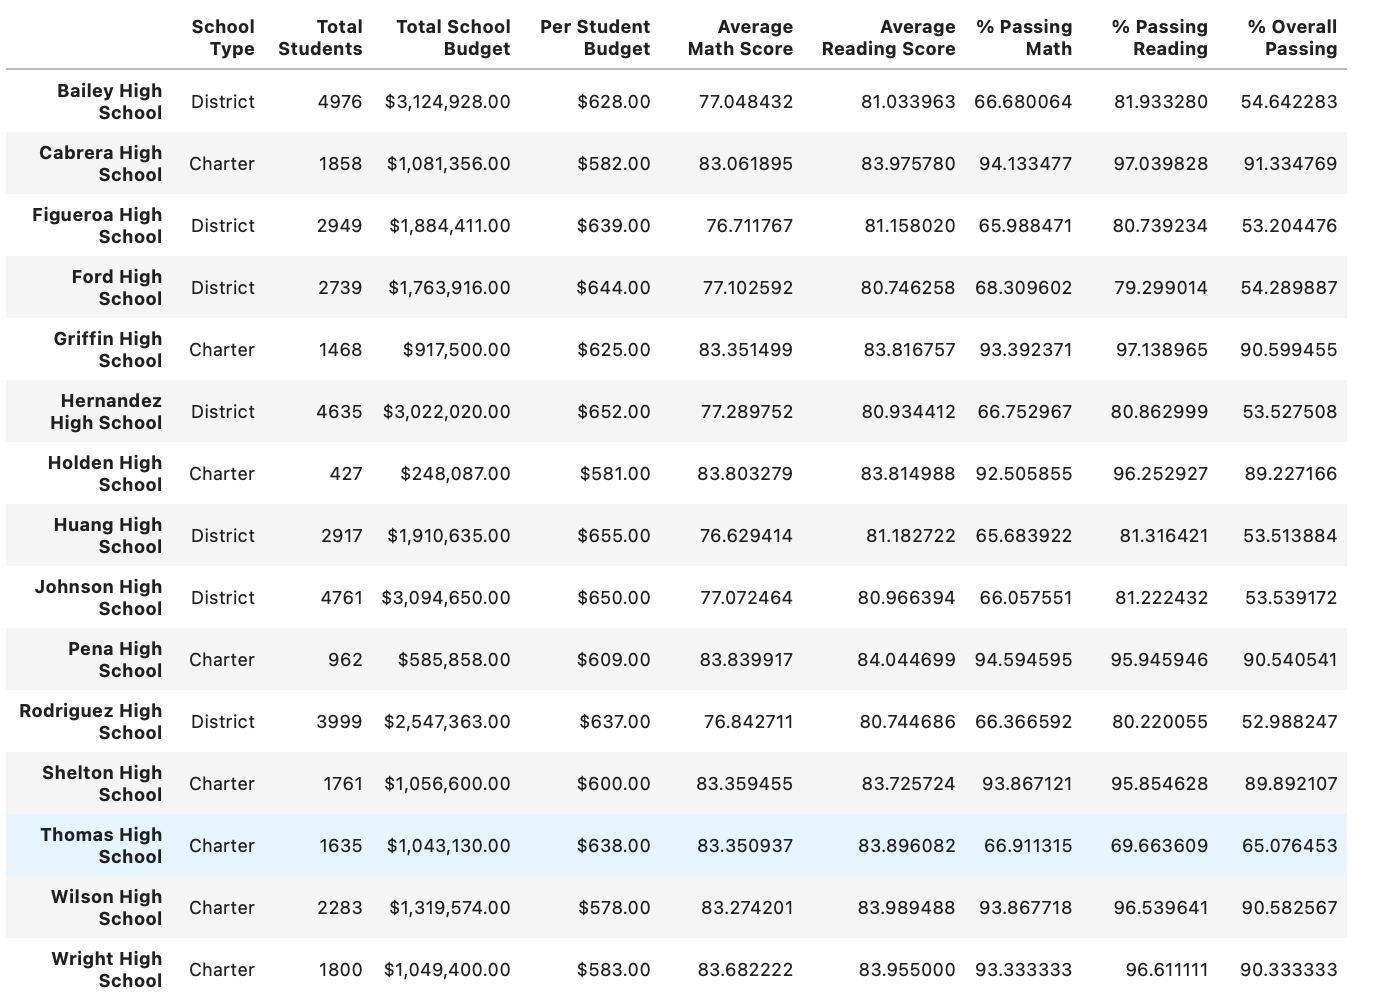 School Type Total Students Total School Budget Per Student Budget Average Math Score Average Reading Score % Passing Math % Passing Reading % Overall Passing
Bailey High School District 4976 $3,124,928.00 $628.00 77.048432 81.033963 66.680064 81.933280 54.642283
Cabrera High School Charter 1858 $1,081,356.00 $582.00 83.061895 83.975780 94.133477 97.039828 91.334769
Figueroa High School District 2949 $1,884,411.00 $639.00 76.711767 81.158020 65.988471 80.739234 53.204476
Ford High School District 2739 $1,763,916.00 $644.00 77.102592 80.746258 68.309602 79.299014 54.289887
Griffin High School Charter 1468 $917,500.00 $625.00 83.351499 83.816757 93.392371 97.138965 90.599455
Hernandez High School District 4635 $3,022,020.00 $652.00 77.289752 80.934412 66.752967 80.862999 53.527508
Holden High School Charter 427 $248,087.00 $581.00 83.803279 83.814988 92.505855 96.252927 89.227166
Huang High School District 2917 $1,910,635.00 $655.00 76.629414 81.182722 65.683922 81.316421 53.513884
Johnson High School District 4761 $3,094,650.00 $650.00 77.072464 80.966394 66.057551 81.222432 53.539172
Pena High School Charter 962 $585,858.00 $609.00 83.839917 84.044699 94.594595 95.945946 90.540541
Rodriguez High School District 3999 $2,547,363.00 $637.00 76.842711 80.744686 66.366592 80.220055 52.988247
Shelton High School Charter 1761 $1,056,600.00 $600.00 83.359455 83.725724 93.867121 95.854628 89.892107
Thomas High School Charter 1635 $1,043,130.00 $638.00 83.350937 83.896082 66.911315 69.663609 65.076453
Wilson High School Charter 2283 $1,319,574.00 $578.00 83.274201 83.989488 93.867718 96.539641 90.582567
Wright High School Charter 1800 $1,049,400.00 $583.00 83.682222 83.955000 93.333333 96.611111 90.333333